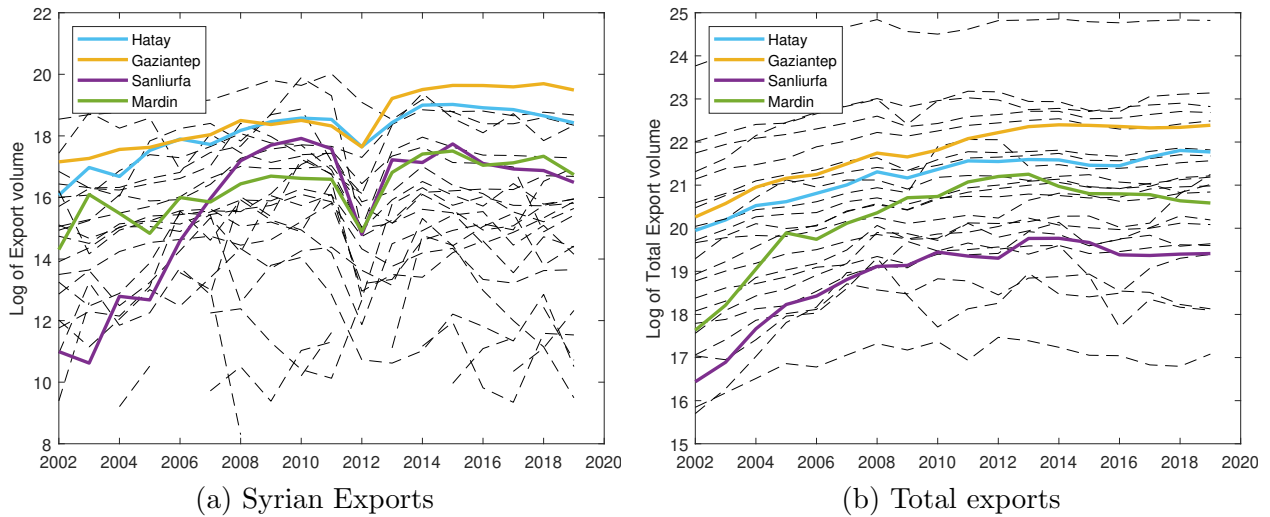 22
20
18
16
14
12
10
8
Log of Export volume
Hatay
Gaziantep
Sanliurfa
Mardin
2002 2004 2006 2008 2010 2012 2014 2016 2018 2020
(a) Syrian Exports
25
24
23
22
21
20
19
18
17
16
15
Log of Total Export volume
Hatay
Gaziantep
Sanliurfa
Mardin
2002 2004 2006 2008 2010 2012 2014 2016 2018 2020
(b) Total exports